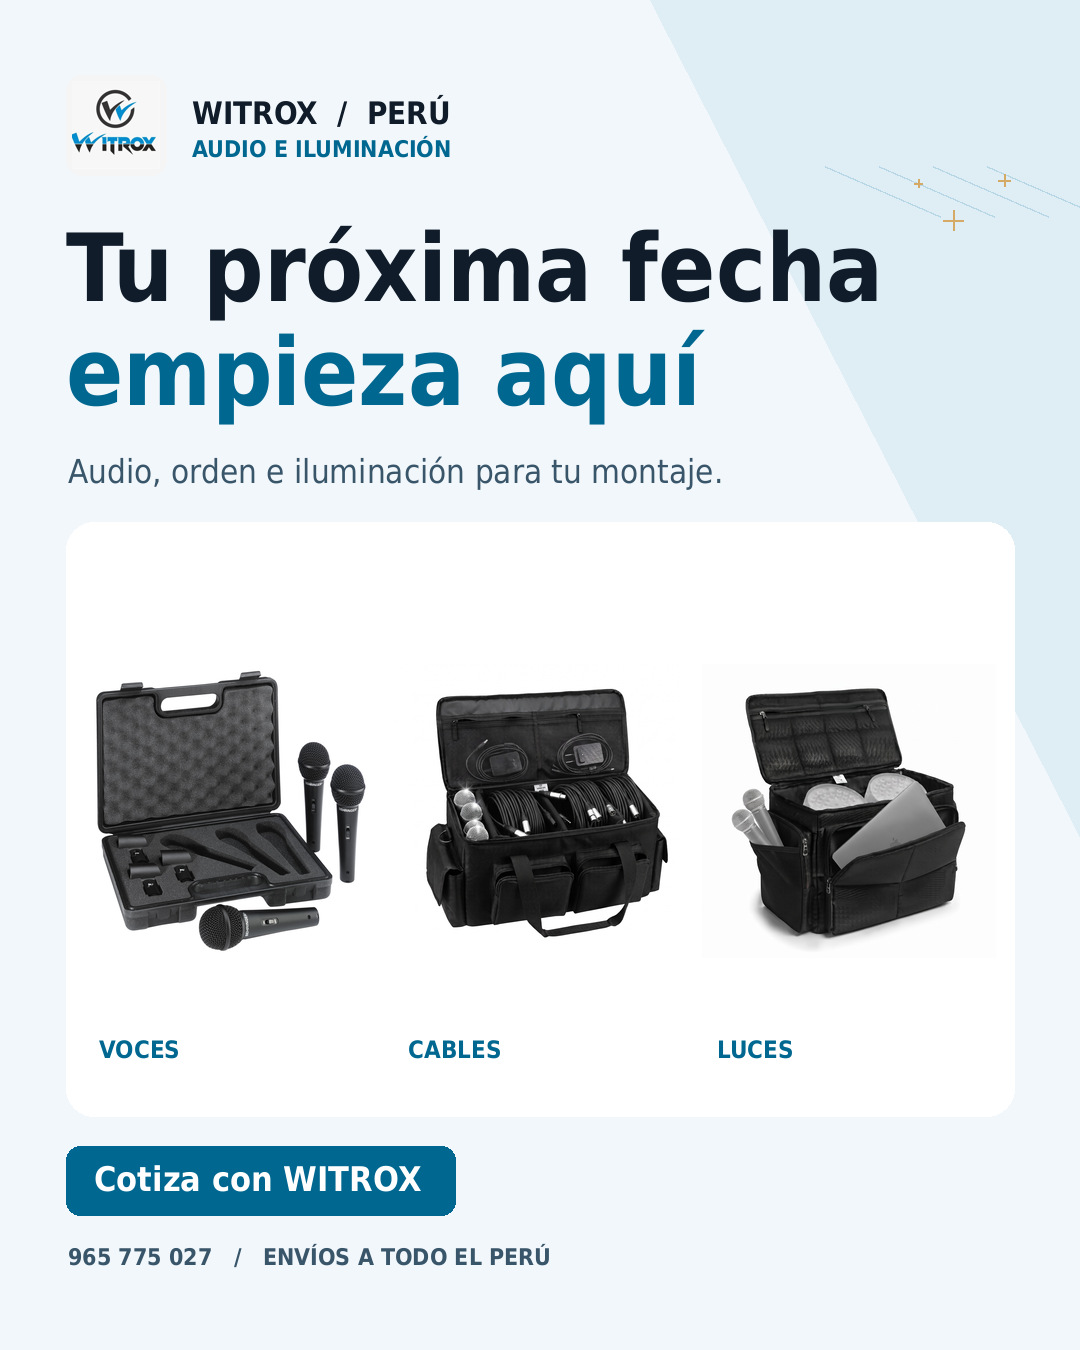 WITROX
WITROX / PERÚ
AUDIO E ILUMINACIÓN
Tu próxima fecha
empieza aquí
Audio, orden e iluminación para tu montaje.
VOCES
CABLES
LUCES
Cotiza con WITROX
965 775 027 / ENVÍOS A TODO EL PERÚ